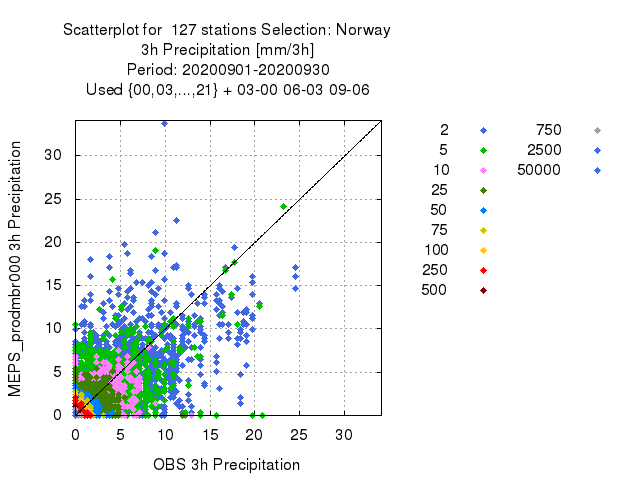 Scatterplot for 127 stations Selection: Norway
3h Precipitation [mm/3h]
Period: 20200901-20200930
Used {00,03,...,21} + 03-00 06-03 09-06
MEPS_prodmbr000 3h Precipitation
30
25
20
15
10
5
0
0 5 10 15 20 25 30
OBS 3h Precipitation
2 750
5 2500
10 50000
25
50
75
100
250
500